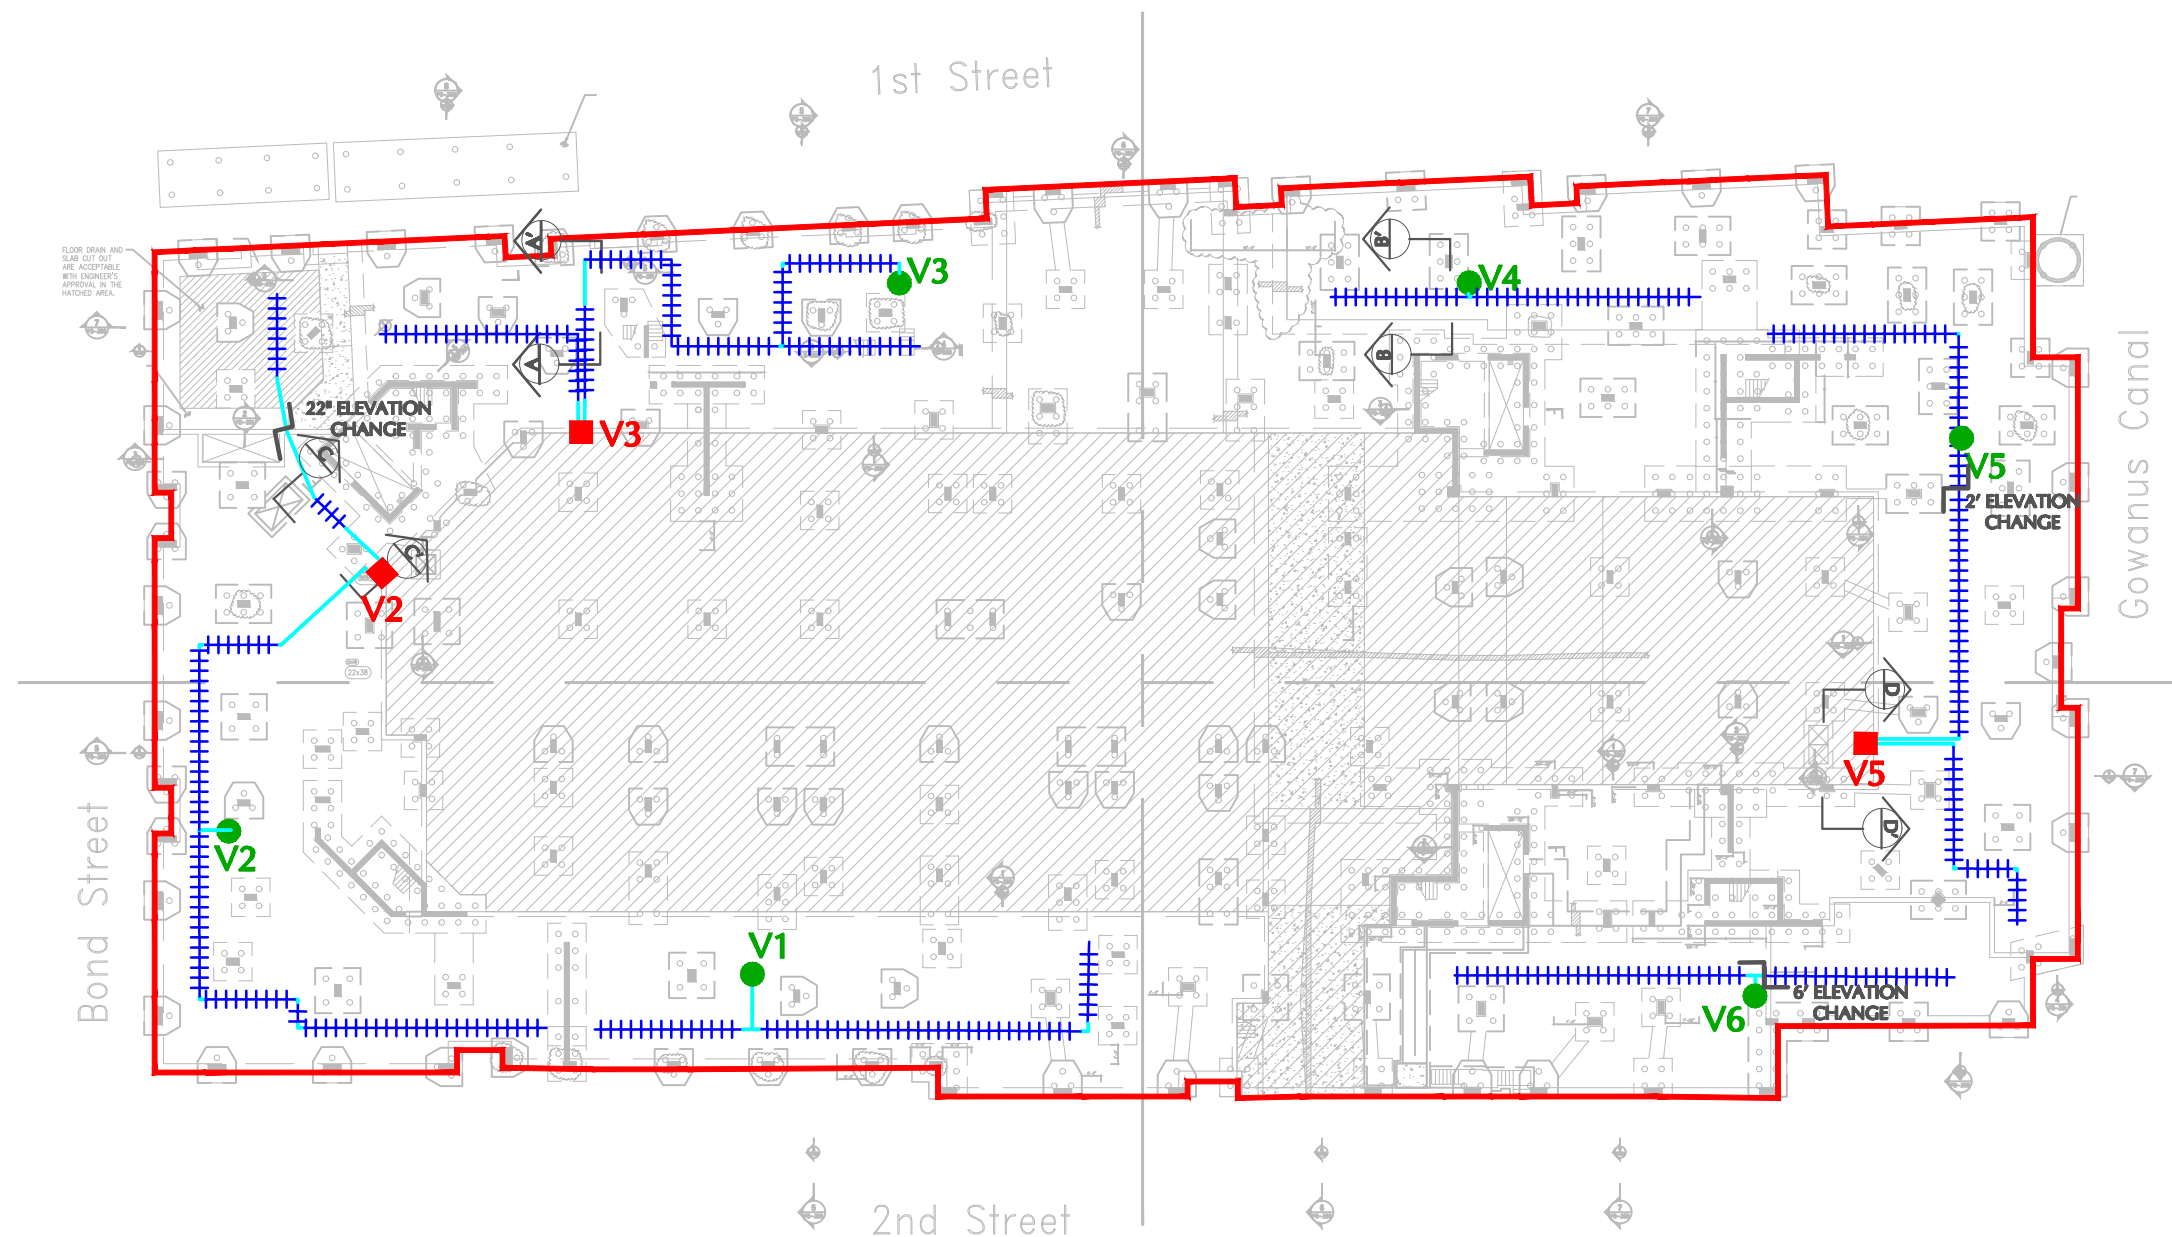 1st Street
FLOOR DRAIN AND
SLAB CUT OUT
ARE ACCEPTABLE
WITH ENGINEER'S
APPROVAL IN THE
HATCHED AREA.
A'
B'
V3
V4
A
B
22" ELEVATION
CHANGE
V3
C
V5
2' ELEVATION
CHANGE
Gowanus Canal
C'
V2
22x38
D
V5
D'
V2
Bond Street
V1
V6
6' ELEVATION
CHANGE
2nd Street